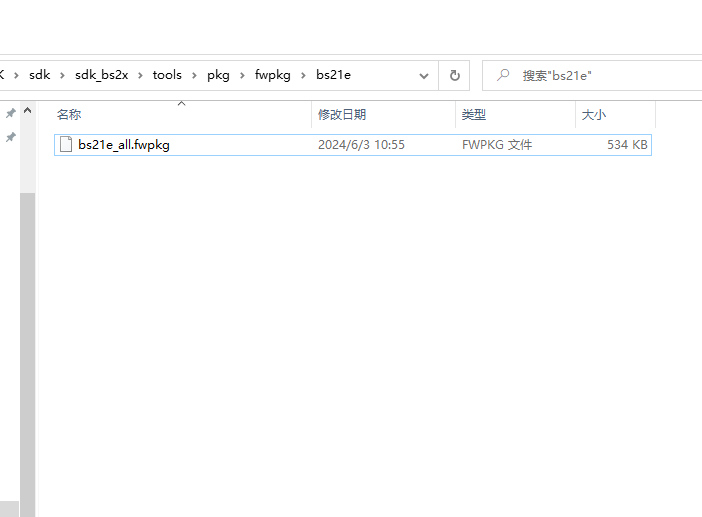 sdk › sdk_bs2x › tools › pkg › fwpkg › bs21e
搜索"bs21e"
名称 修改日期 类型 大小
bs21e_all.fwpkg 2024/6/3 10:55 FWPKG 文件 534 KB